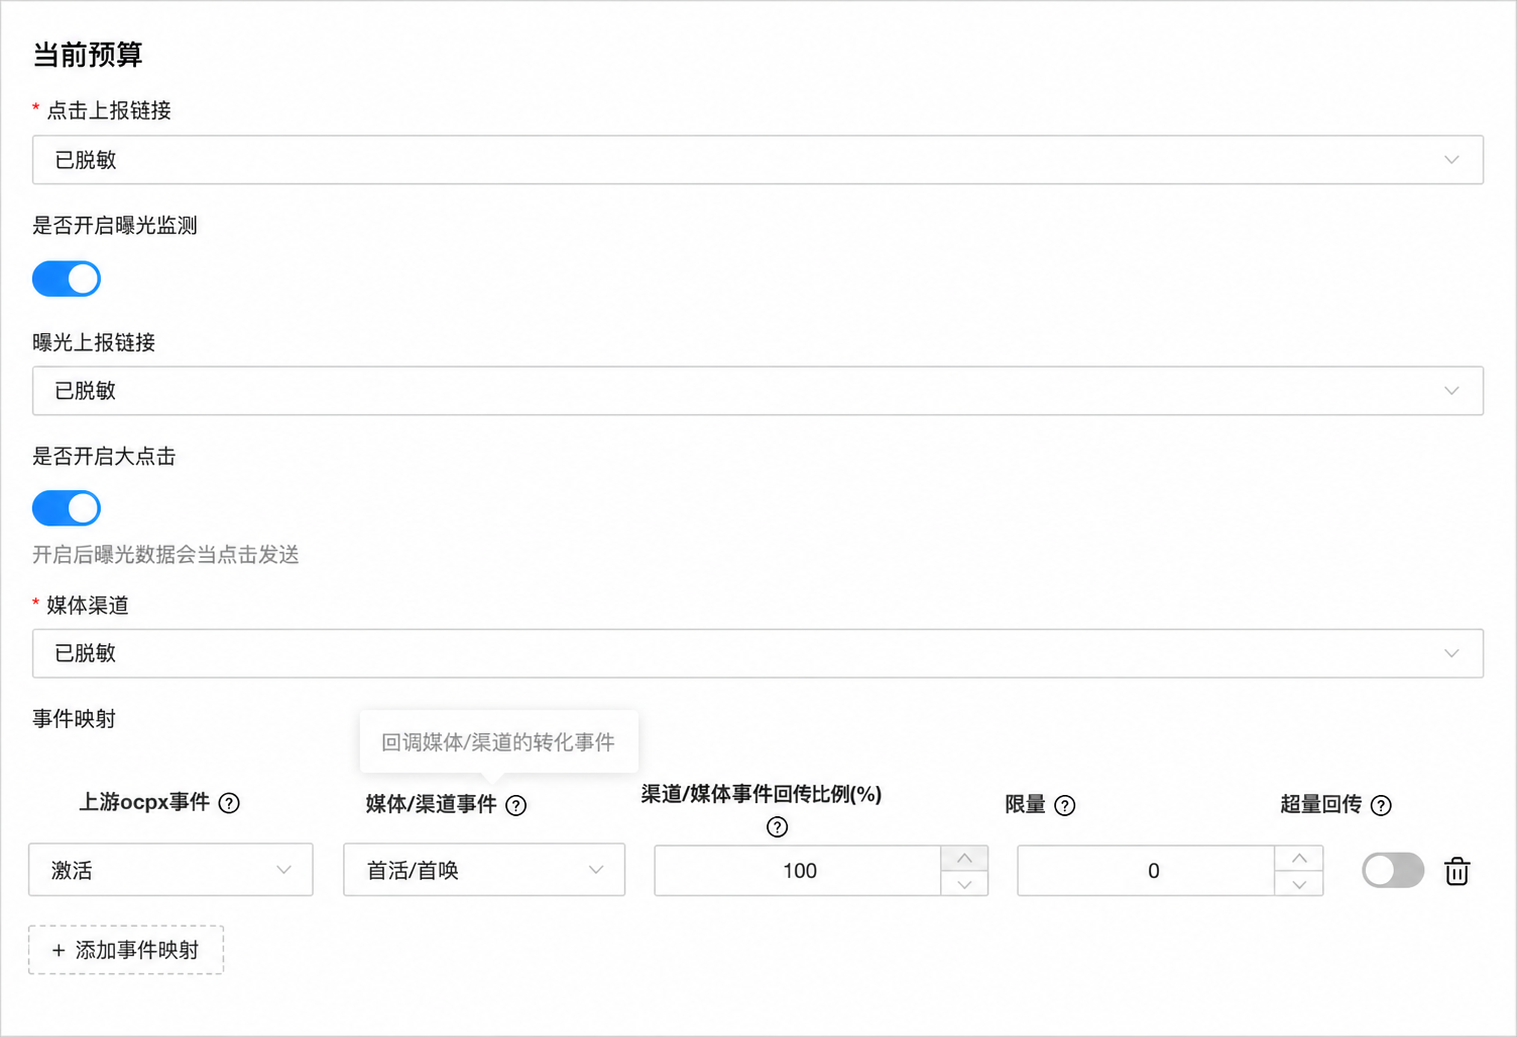 当前预算
* 点击上报链接
已脱敏
是否开启曝光监测
曝光上报链接
已脱敏
是否开启大点击
开启后曝光数据会当点击发送
* 媒体渠道
已脱敏
事件映射
回调媒体/渠道的转化事件
上游ocpx事件 ?
媒体/渠道事件 ?
渠道/媒体事件回传比例(%)
?
限量 ?
超量回传 ?
激活
首活/首唤
100
0
+ 添加事件映射